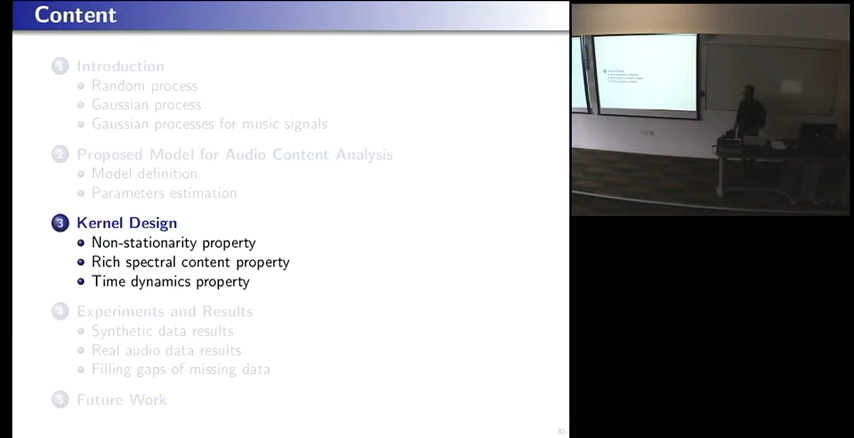 Content
1 Introduction
Random process
Gaussian process
Gaussian processes for music signals
2 Proposed Model for Audio Content Analysis
Model definition
Parameters estimation
3 Kernel Design
Non-stationarity property
Rich spectral content property
Time dynamics property
4 Experiments and Results
Synthetic data results
Real audio data results
Filling gaps of missing data
5 Future Work